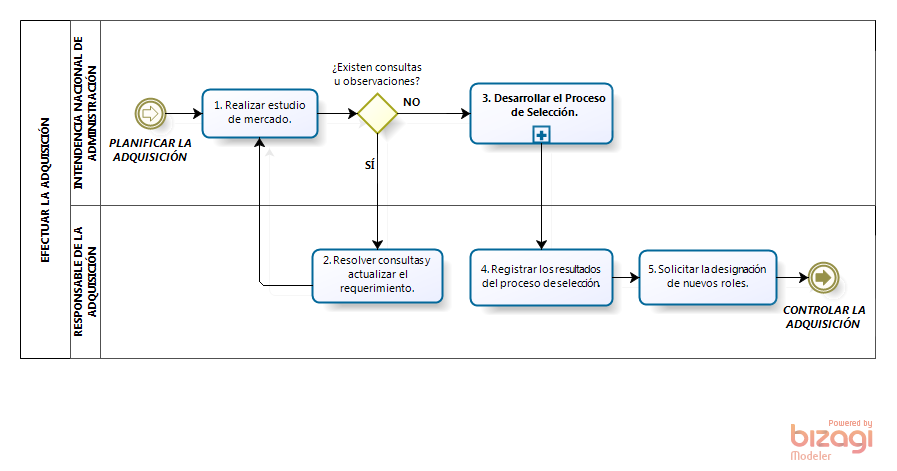 EFECTUAR LA ADQUISICIÓN
INTENDENCIA NACIONAL DE
ADMINISTRACIÓN
PLANIFICAR LA
ADQUISICIÓN
1. Realizar estudio
de mercado.
¿Existen consultas
u observaciones?
NO
SÍ
3. Desarrollar el Proceso
de Selección.
RESPONSABLE DE LA
ADQUISICIÓN
2. Resolver consultas y
actualizar el
requerimiento.
4. Registrar los resultados
del proceso de selección.
5. Solicitar la designación
de nuevos roles.
CONTROLAR LA
ADQUISICIÓN
Powered by
bizagi
Modeler